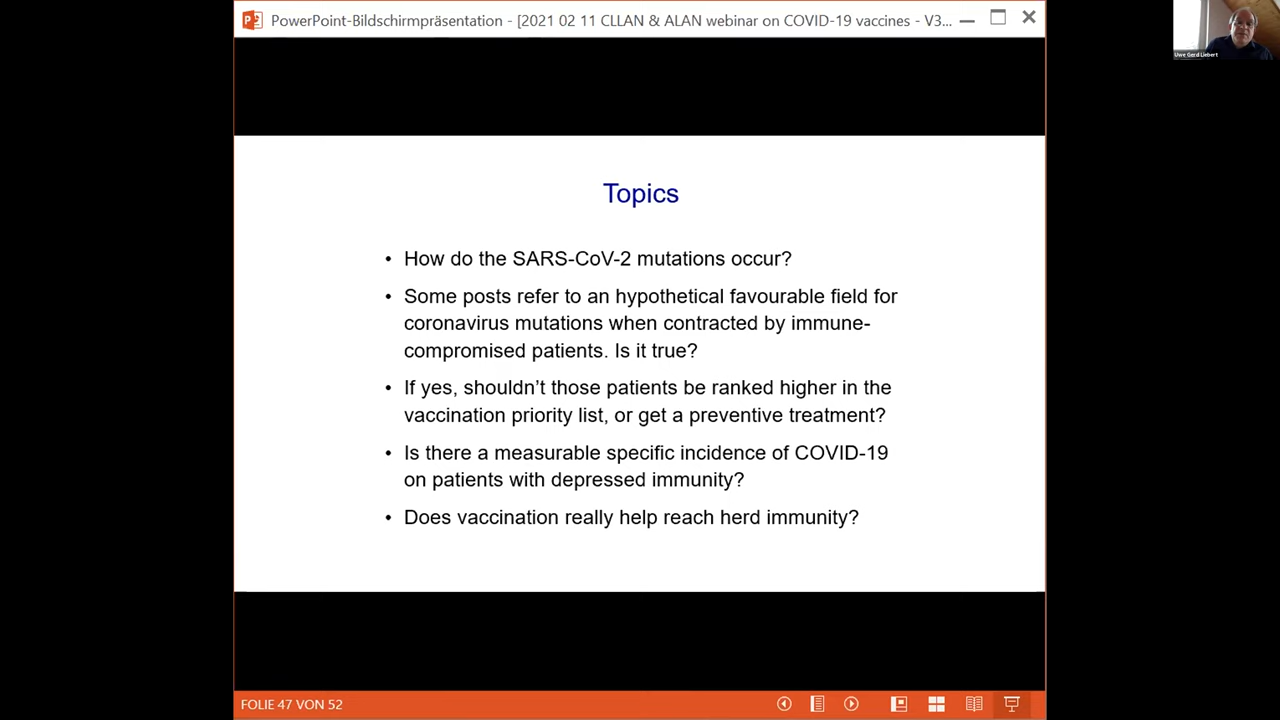 PowerPoint-Bildschirmpräsentation - [2021 02 11 CLLAN & ALAN webinar on COVID-19 vaccines - V3...
Uwe Gerd Liebert
Topics
• How do the SARS-CoV-2 mutations occur?
• Some posts refer to an hypothetical favourable field for
coronavirus mutations when contracted by immune-
compromised patients. Is it true?
• If yes, shouldn’t those patients be ranked higher in the
vaccination priority list, or get a preventive treatment?
• Is there a measurable specific incidence of COVID-19
on patients with depressed immunity?
• Does vaccination really help reach herd immunity?
FOLIE 47 VON 52